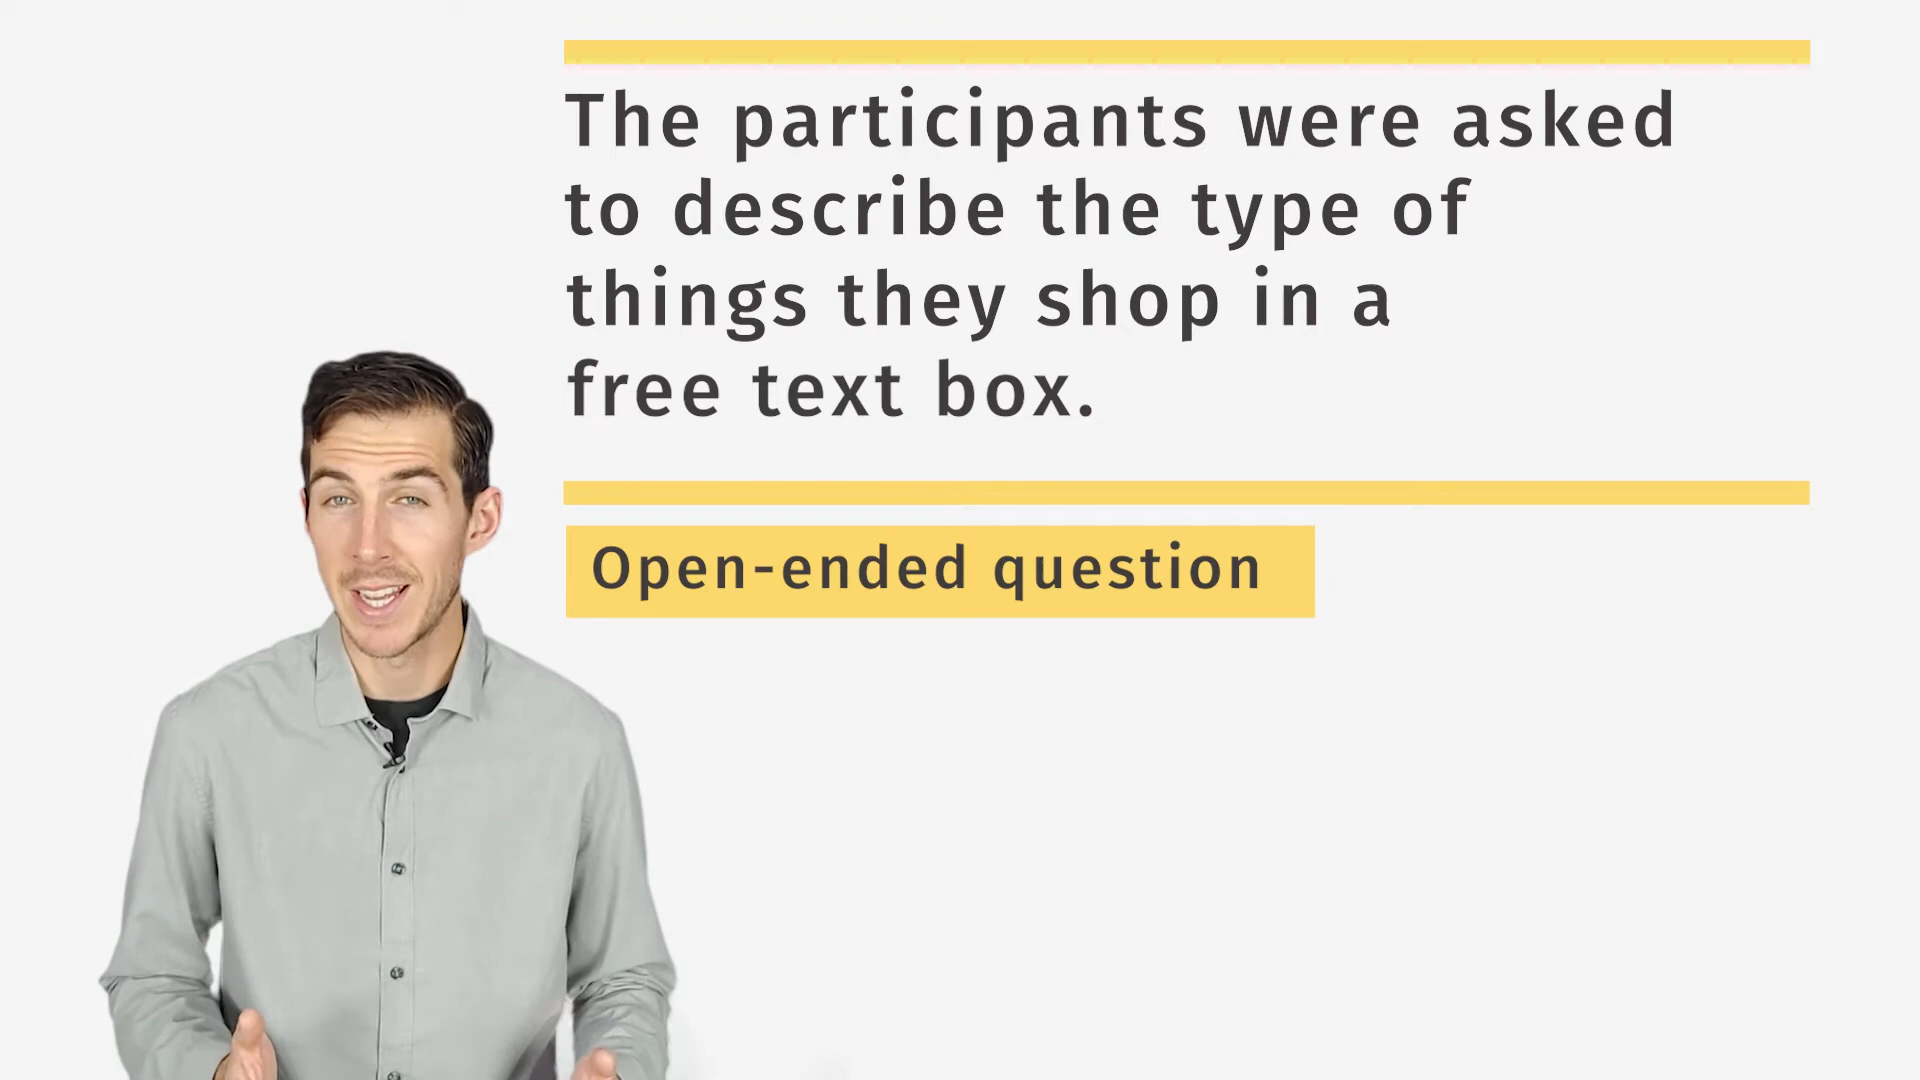 The participants were asked
to describe the type of
things they shop in a
free text box.
Open-ended question